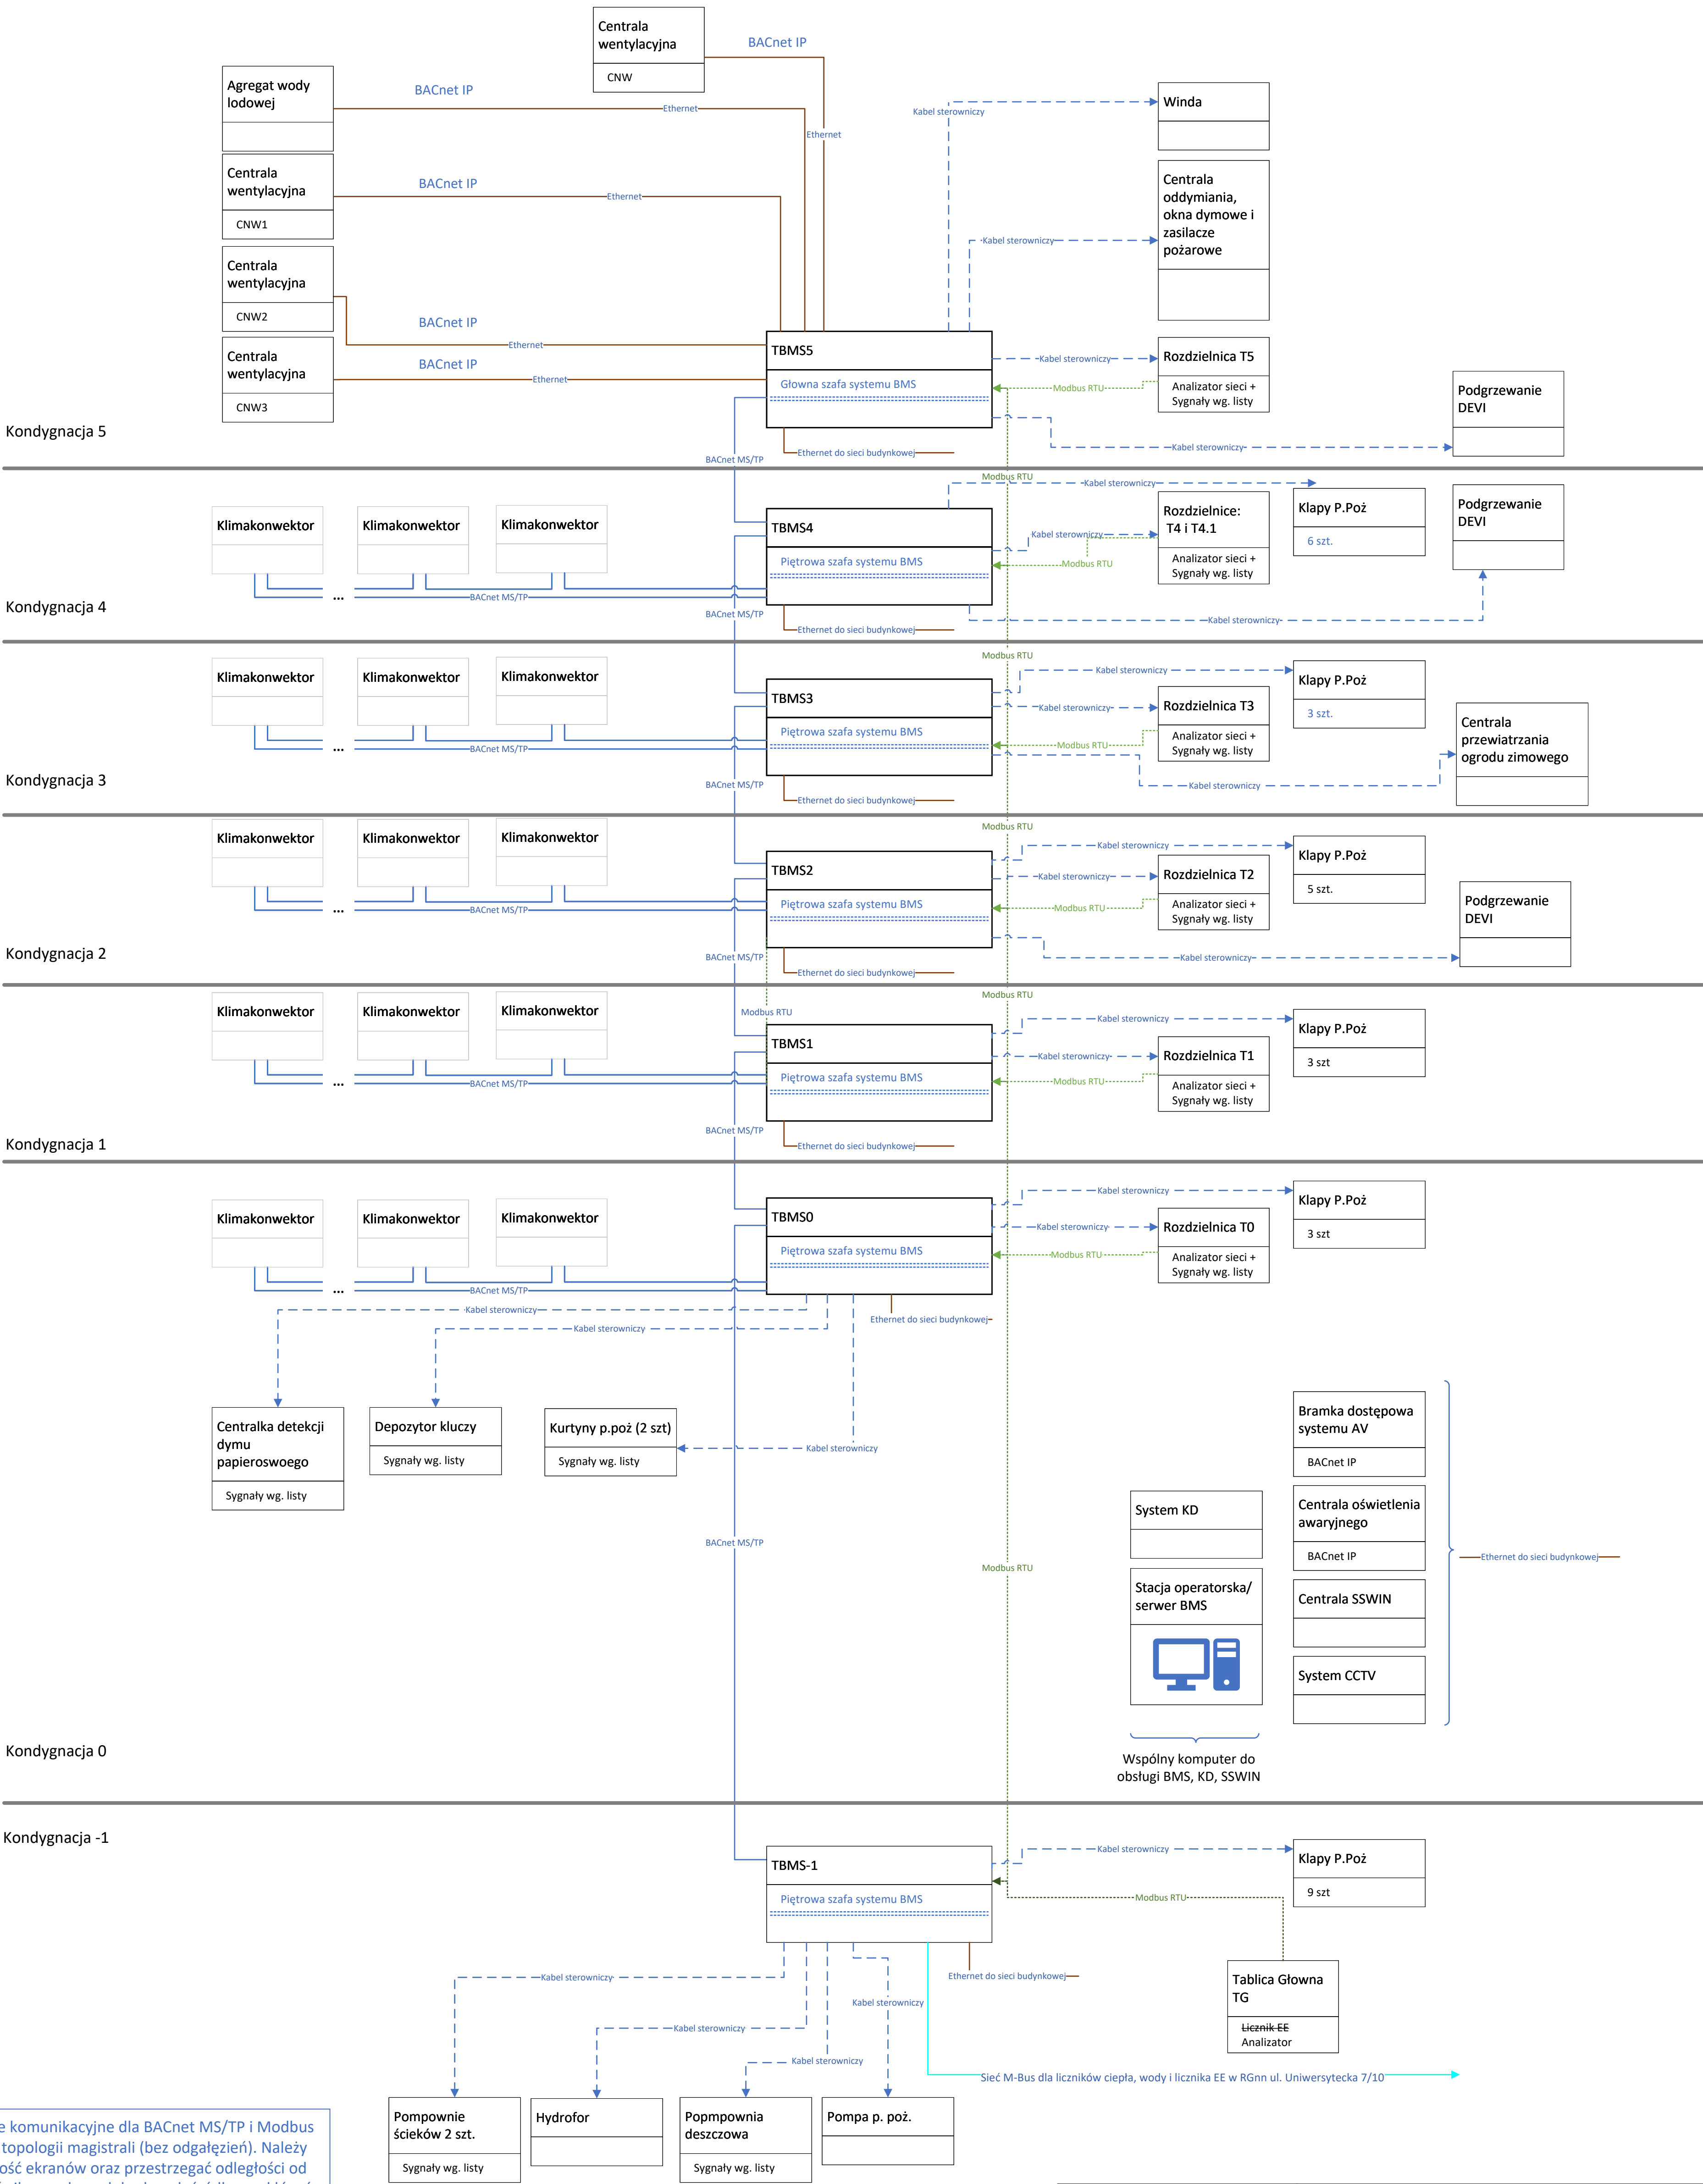 Centrala
wentylacyjna
CNW
BACnet IP
Agregat wody
lodowej
BACnet IP
Ethernet
Ethernet
Kabel sterowniczy
Winda
Centrala
wentylacyjna
CNW1
BACnet IP
Ethernet
Centrala
oddymiania,
okna dymowe i
zasilacze
pożarowe
Kabel sterowniczy
Centrala
wentylacyjna
CNW2
BACnet IP
Ethernet
Centrala
wentylacyjna
CNW3
BACnet IP
Ethernet
TBMS5
Głowna szafa systemu BMS
Kabel sterowniczy
Modbus RTU
Rozdzielnica T5
Analizator sieci +
Sygnały wg. listy
Podgrzewanie
DEVI
Kabel sterowniczy
Kondygnacja 5
Ethernet do sieci budynkowej
BACnet MS/TP
Modbus RTU
Kabel sterowniczy
Klimakonwektor
Klimakonwektor
Klimakonwektor
...
BACnet MS/TP
TBMS4
Piętrowa szafa systemu BMS
Kabel sterowniczy
Modbus RTU
Rozdzielnice:
T4 i T4.1
Analizator sieci +
Sygnały wg. listy
Klapy P.Poż
6 szt.
Podgrzewanie
DEVI
Kondygnacja 4
BACnet MS/TP
Ethernet do sieci budynkowej
Kabel sterowniczy
Modbus RTU
Klimakonwektor
Klimakonwektor
Klimakonwektor
...
BACnet MS/TP
TBMS3
Piętrowa szafa systemu BMS
Kabel sterowniczy
Kabel sterowniczy
Modbus RTU
Rozdzielnica T3
Analizator sieci +
Sygnały wg. listy
Klapy P.Poż
3 szt.
Centrala
przewiatrzania
ogrodu zimowego
Kabel sterowniczy
Kondygnacja 3
BACnet MS/TP
Ethernet do sieci budynkowej
Modbus RTU
Klimakonwektor
Klimakonwektor
Klimakonwektor
...
BACnet MS/TP
TBMS2
Piętrowa szafa systemu BMS
Kabel sterowniczy
Kabel sterowniczy
Modbus RTU
Rozdzielnica T2
Analizator sieci +
Sygnały wg. listy
Klapy P.Poż
5 szt.
Podgrzewanie
DEVI
Kabel sterowniczy
Kondygnacja 2
BACnet MS/TP
Ethernet do sieci budynkowej
Modbus RTU
Modbus RTU
Klimakonwektor
Klimakonwektor
Klimakonwektor
...
BACnet MS/TP
TBMS1
Piętrowa szafa systemu BMS
Kabel sterowniczy
Kabel sterowniczy
Modbus RTU
Rozdzielnica T1
Analizator sieci +
Sygnały wg. listy
Klapy P.Poż
3 szt
Kondygnacja 1
BACnet MS/TP
Ethernet do sieci budynkowej
Klimakonwektor
Klimakonwektor
Klimakonwektor
...
BACnet MS/TP
TBMS0
Piętrowa szafa systemu BMS
Kabel sterowniczy
Kabel sterowniczy
Modbus RTU
Rozdzielnica T0
Analizator sieci +
Sygnały wg. listy
Klapy P.Poż
3 szt
Kabel sterowniczy
Kabel sterowniczy
Ethernet do sieci budynkowej
Centralka detekcji
dymu
papieroswoego
Sygnały wg. listy
Depozytor kluczy
Sygnały wg. listy
Kurtyny p.poż (2 szt)
Sygnały wg. listy
Kabel sterowniczy
BACnet MS/TP
Modbus RTU
System KD
Stacja operatorska/
serwer BMS
Wspólny komputer do
obsługi BMS, KD, SSWIN
Bramka dostępowa
systemu AV
BACnet IP
Centrala oświetlenia
awaryjnego
BACnet IP
Centrala SSWIN
System CCTV
Ethernet do sieci budynkowej
Kondygnacja 0
Kondygnacja -1
TBMS-1
Piętrowa szafa systemu BMS
Kabel sterowniczy
Klapy P.Poż
9 szt
Modbus RTU
Tablica Głowna
TG
Licznik EE
Analizator
Kabel sterowniczy
Kabel sterowniczy
Kabel sterowniczy
Kabel sterowniczy
Ethernet do sieci budynkowej
Sieć M-Bus dla liczników ciepła, wody i licznika EE w RGnn ul. Uniwersytecka 7/10
Pompownie
ścieków 2 szt.
Sygnały wg. listy
Hydrofor
Popmpownia
deszczowa
Sygnały wg. listy
Pompa p. poż.
e komunikacyjne dla BACnet MS/TP i Modbus
topologii magistrali (bez odgałęzień). Należy
ość ekranów oraz przestrzegać odległości od